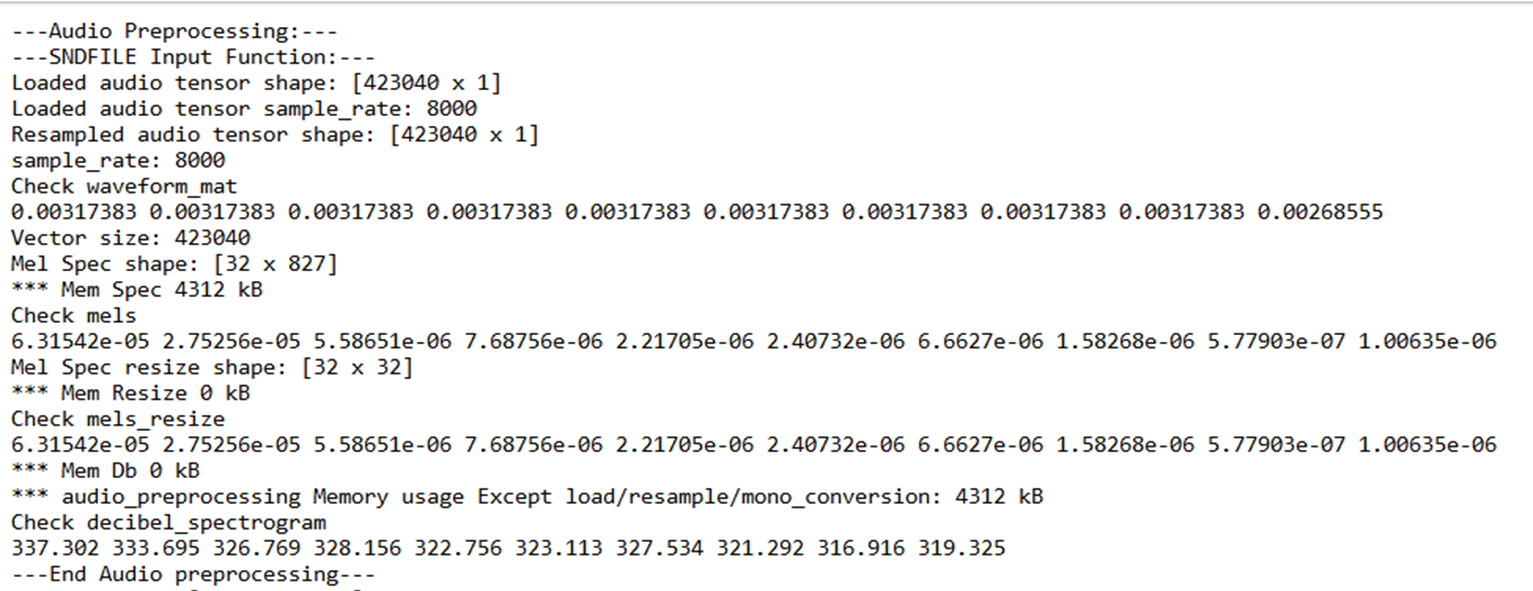 ---Audio Preprocessing:---
---SNDFILE Input Function:---
Loaded audio tensor shape: [423040 x 1]
Loaded audio tensor sample_rate: 8000
Resampled audio tensor shape: [423040 x 1]
sample_rate: 8000
Check waveform_mat
0.00317383 0.00317383 0.00317383 0.00317383 0.00317383 0.00317383 0.00317383 0.00317383 0.00317383 0.00268555
Vector size: 423040
Mel Spec shape: [32 x 827]
*** Mem Spec 4312 kB
Check mels
6.31542e-05 2.75256e-05 5.58651e-06 7.68756e-06 2.21705e-06 2.40732e-06 6.6627e-06 1.58268e-06 5.77903e-07 1.00635e-06
Mel Spec resize shape: [32 x 32]
*** Mem Resize 0 kB
Check mels_resize
6.31542e-05 2.75256e-05 5.58651e-06 7.68756e-06 2.21705e-06 2.40732e-06 6.6627e-06 1.58268e-06 5.77903e-07 1.00635e-06
*** Mem Db 0 kB
*** audio_preprocessing Memory usage Except load/resample/mono_conversion: 4312 kB
Check decibel_spectrogram
337.302 333.695 326.769 328.156 322.756 323.113 327.534 321.292 316.916 319.325
---End Audio preprocessing---